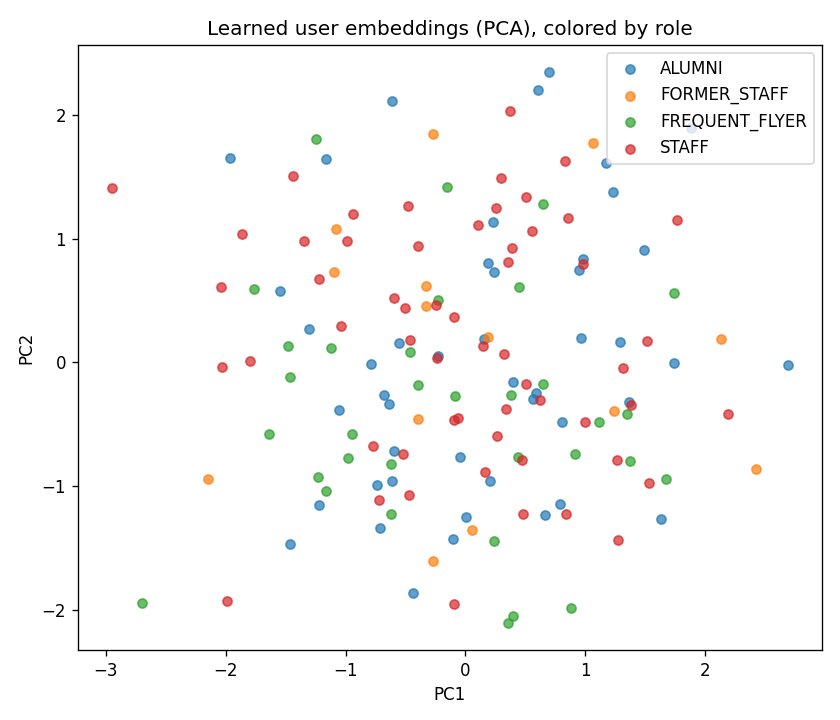 Learned user embeddings (PCA), colored by role
ALUMNI
FORMER_STAFF
FREQUENT_FLYER
STAFF
2
1
0
−1
−2
PC2
−3
−2
−1
0
1
2
PC1